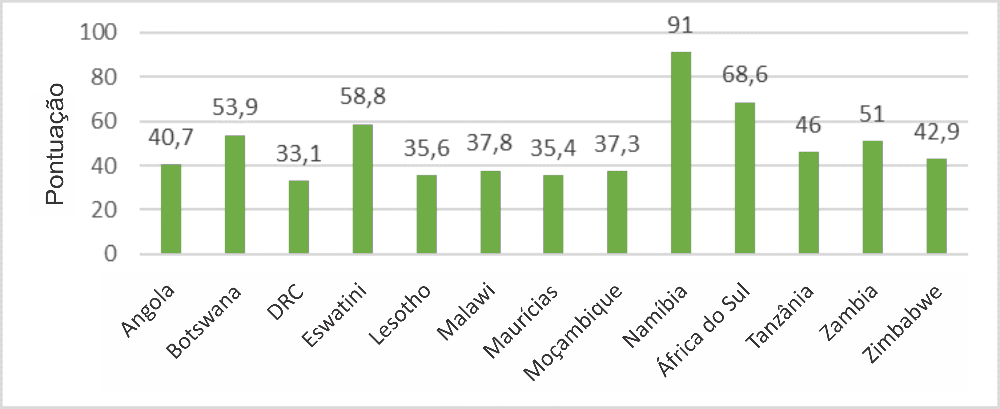 Pontuação
100
80
60
40
20
0
40,7
53,9
33,1
58,8
35,6
37,8
35,4
37,3
91
68,6
46
51
42,9
Angola
Botswana
DRC
Eswatini
Lesotho
Malawi
Maurícias
Moçambique
Namíbia
África do Sul
Tanzânia
Zambia
Zimbabwe